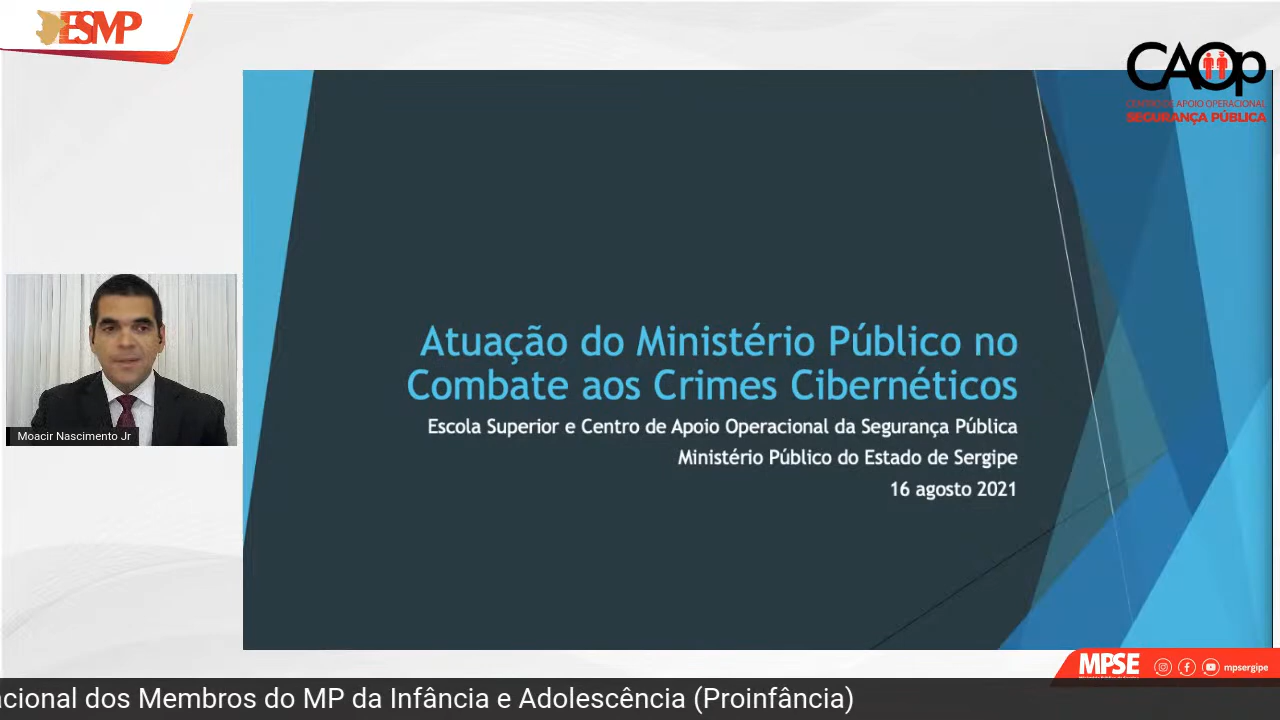 ESMP
CAOp
CENTRO DE APOIO OPERACIONAL
SEGURANÇA PÚBLICA
Atuação do Ministério Público no
Combate aos Crimes Cibernéticos
Escola Superior e Centro de Apoio Operacional da Segurança Pública
Ministério Público do Estado de Sergipe
16 agosto 2021
Moacir Nascimento Jr
MPSE
mpsergipe
acional dos Membros do MP da Infância e Adolescência (Proinfância)